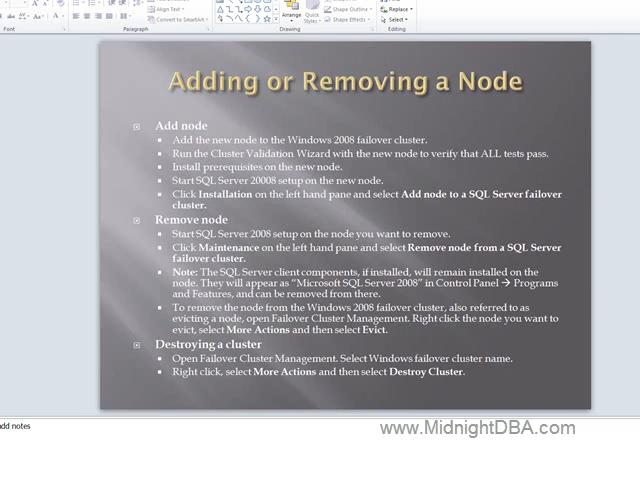 Align Text
Convert to SmartArt
Arrange
Quick
Styles
Shape Outline
Shape Effects
Replace
Select
Font
Paragraph
Drawing
Editing
Adding or Removing a Node
Add node
Add the new node to the Windows 2008 failover cluster.
Run the Cluster Validation Wizard with the new node to verify that ALL tests pass.
Install prerequisites on the new node.
Start SQL Server 20008 setup on the new node.
Click Installation on the left hand pane and select Add node to a SQL Server failover
cluster.
Remove node
Start SQL Server 2008 setup on the node you want to remove.
Click Maintenance on the left hand pane and select Remove node from a SQL Server
failover cluster.
Note: The SQL Server client components, if installed, will remain installed on the
node. They will appear as “Microsoft SQL Server 2008” in Control Panel → Programs
and Features, and can be removed from there.
To remove the node from the Windows 2008 failover cluster, also referred to as
evicting a node, open Failover Cluster Management. Right click the node you want to
evict, select More Actions and then select Evict.
Destroying a cluster
Open Failover Cluster Management. Select Windows failover cluster name.
Right click, select More Actions and then select Destroy Cluster.
dd notes
www.MidnightDBA.com